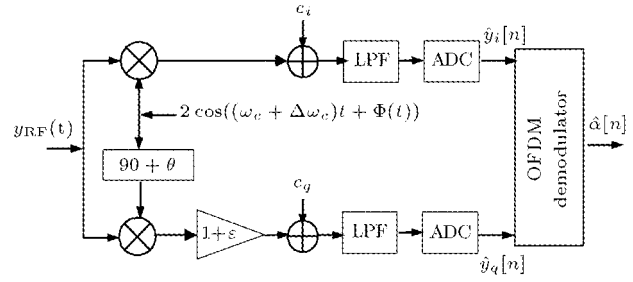 c_i
LPF
ADC
ŷ_i[n]
2 cos((ω_c + Δω_c)t + Φ(t))
y_RF(t)
90 + θ
OFDM
demodulator
α̂[n]
c_q
1+ε
LPF
ADC
ŷ_q[n]